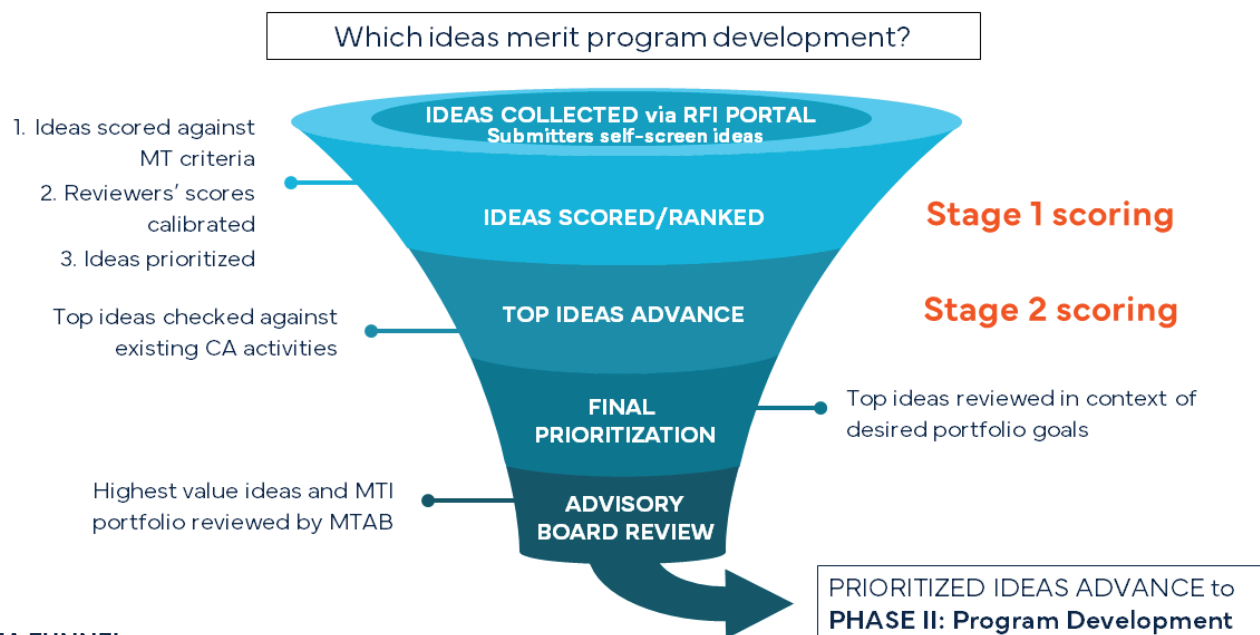 Which ideas merit program development?
IDEAS COLLECTED via RFI PORTAL
Submitters self-screen ideas
1. Ideas scored against
MT criteria
2. Reviewers' scores
calibrated
3. Ideas prioritized
IDEAS SCORED/RANKED
Stage 1 scoring
Top ideas checked against
existing CA activities
TOP IDEAS ADVANCE
Stage 2 scoring
FINAL
PRIORITIZATION
Top ideas reviewed in context of
desired portfolio goals
Highest value ideas and MTI
portfolio reviewed by MTAB
ADVISORY
BOARD REVIEW
PRIORITIZED IDEAS ADVANCE to
PHASE II: Program Development